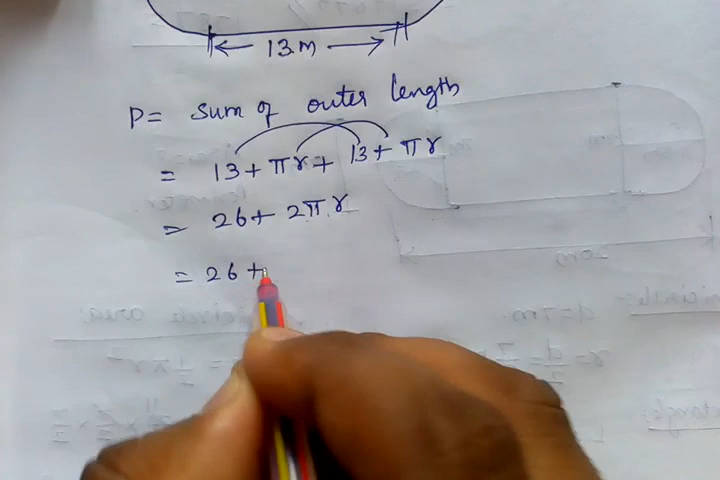 13m
P= sum of outer length
= 13+ πr+ 13+ πr
= 26+ 2πr
= 26+